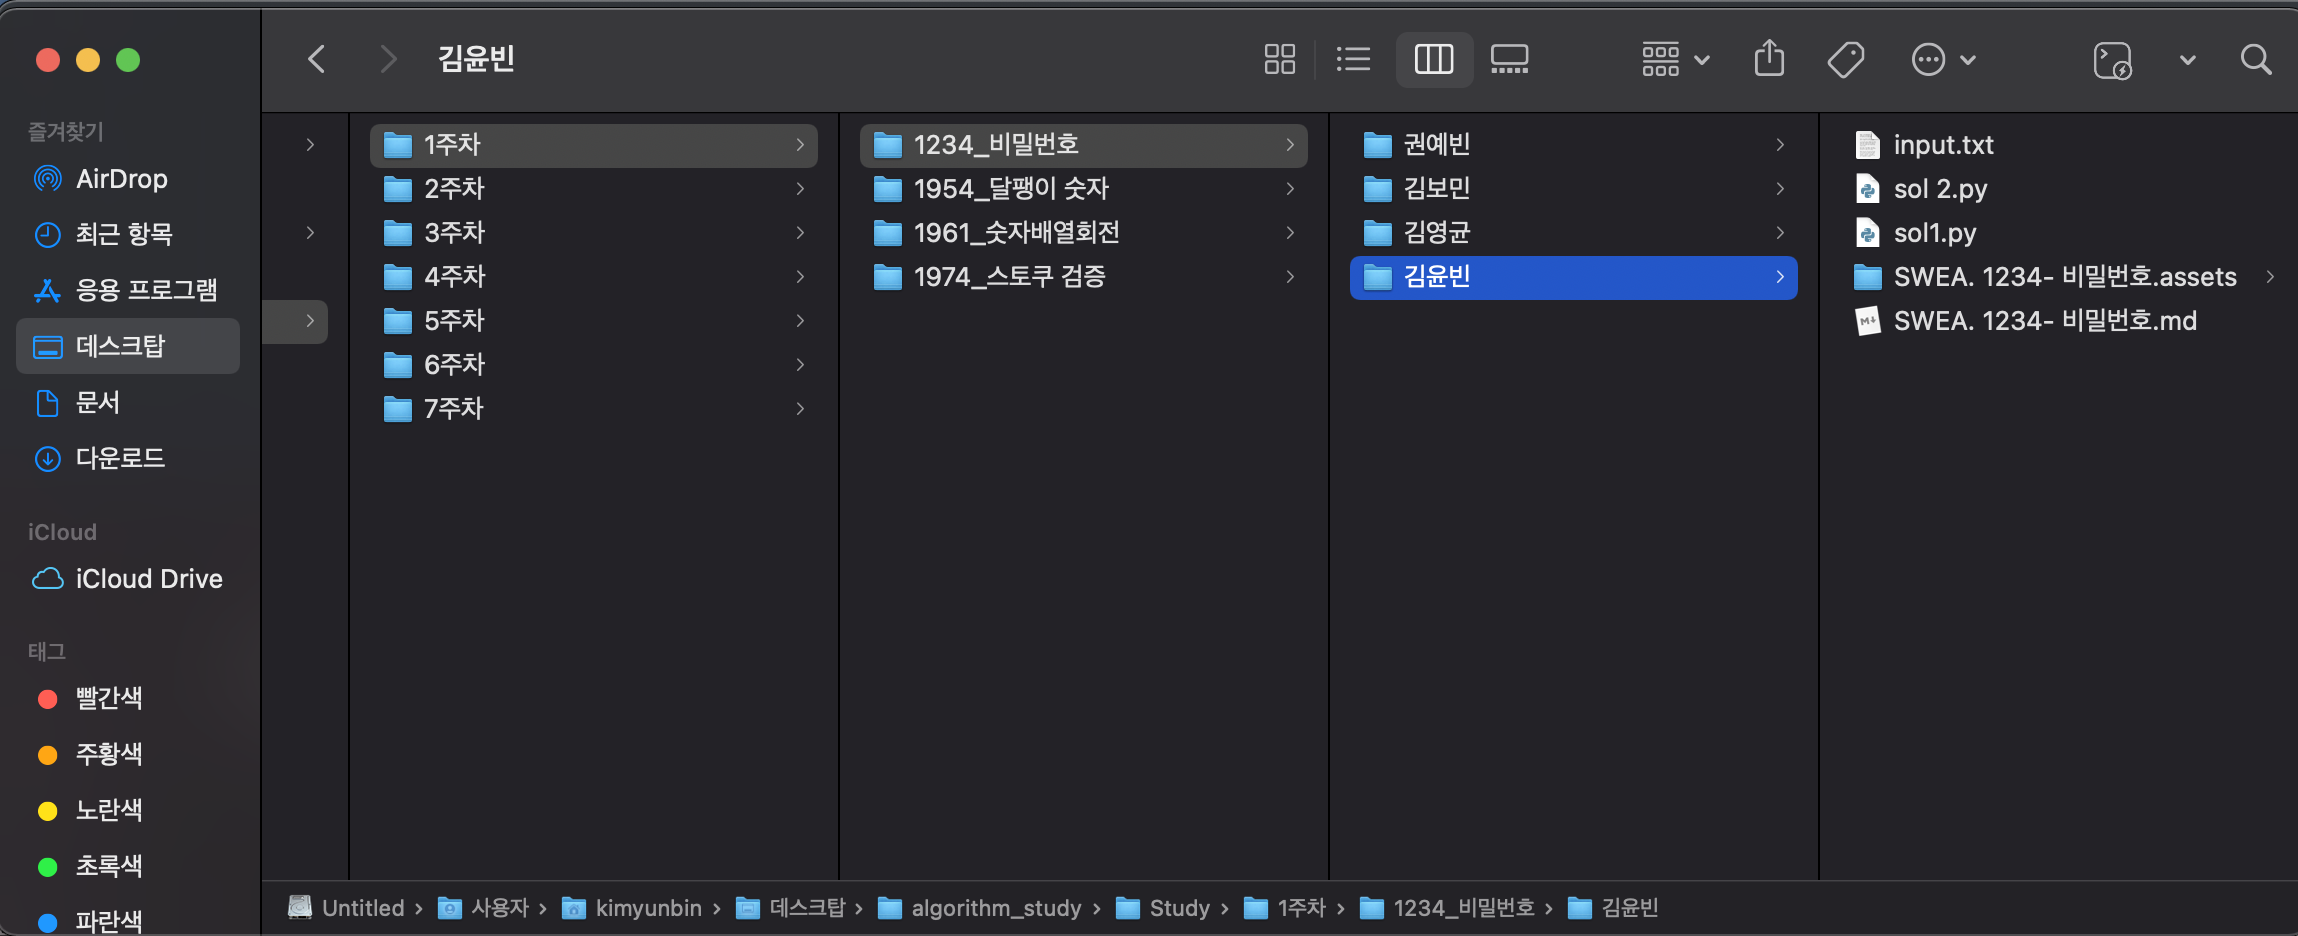 김윤빈
즐겨찾기
AirDrop
최근 항목
응용 프로그램
데스크탑
문서
다운로드
iCloud
iCloud Drive
태그
빨간색
주황색
노란색
초록색
파란색
1주차
2주차
3주차
4주차
5주차
6주차
7주차
1234_비밀번호
1954_달팽이 숫자
1961_숫자배열회전
1974_스토쿠 검증
권예빈
김보민
김영균
김윤빈
input.txt
sol 2.py
sol1.py
SWEA. 1234- 비밀번호.assets
SWEA. 1234- 비밀번호.md
Untitled › 사용자 › kimyunbin › 데스크탑 › algorithm_study › Study › 1주차 › 1234_비밀번호 › 김윤빈